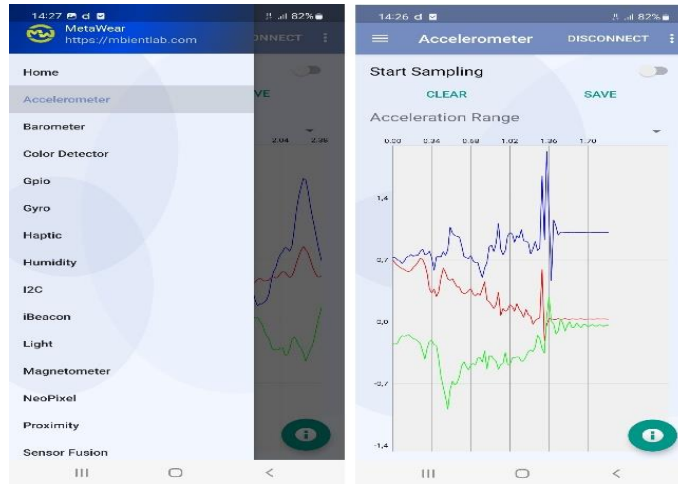 14:27
82%
MetaWear
https://mbientlab.com
NNECT
Home
Accelerometer
VE
Barometer
2.04 2.38
Color Detector
Gpio
Gyro
Haptic
Humidity
I2C
iBeacon
Light
Magnetometer
NeoPixel
Proximity
Sensor Fusion
14:26
82%
Accelerometer DISCONNECT
Start Sampling
CLEAR SAVE
Acceleration Range
0.00 0.34 0.68 1.02 1.36 1.70
1,4
0,7
0,0
-0,7
-1,4